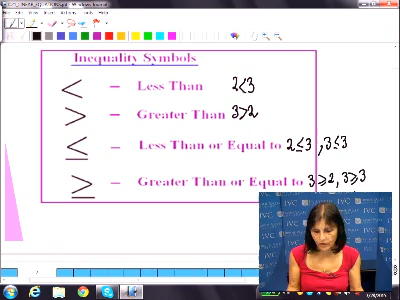 Inequality Symbols
< – Less Than 2<3
> – Greater Than 3>2
≤ – Less Than or Equal to 2≤3, 3≤3
≥ – Greater Than or Equal to 3≥2, 3≥3
IVC